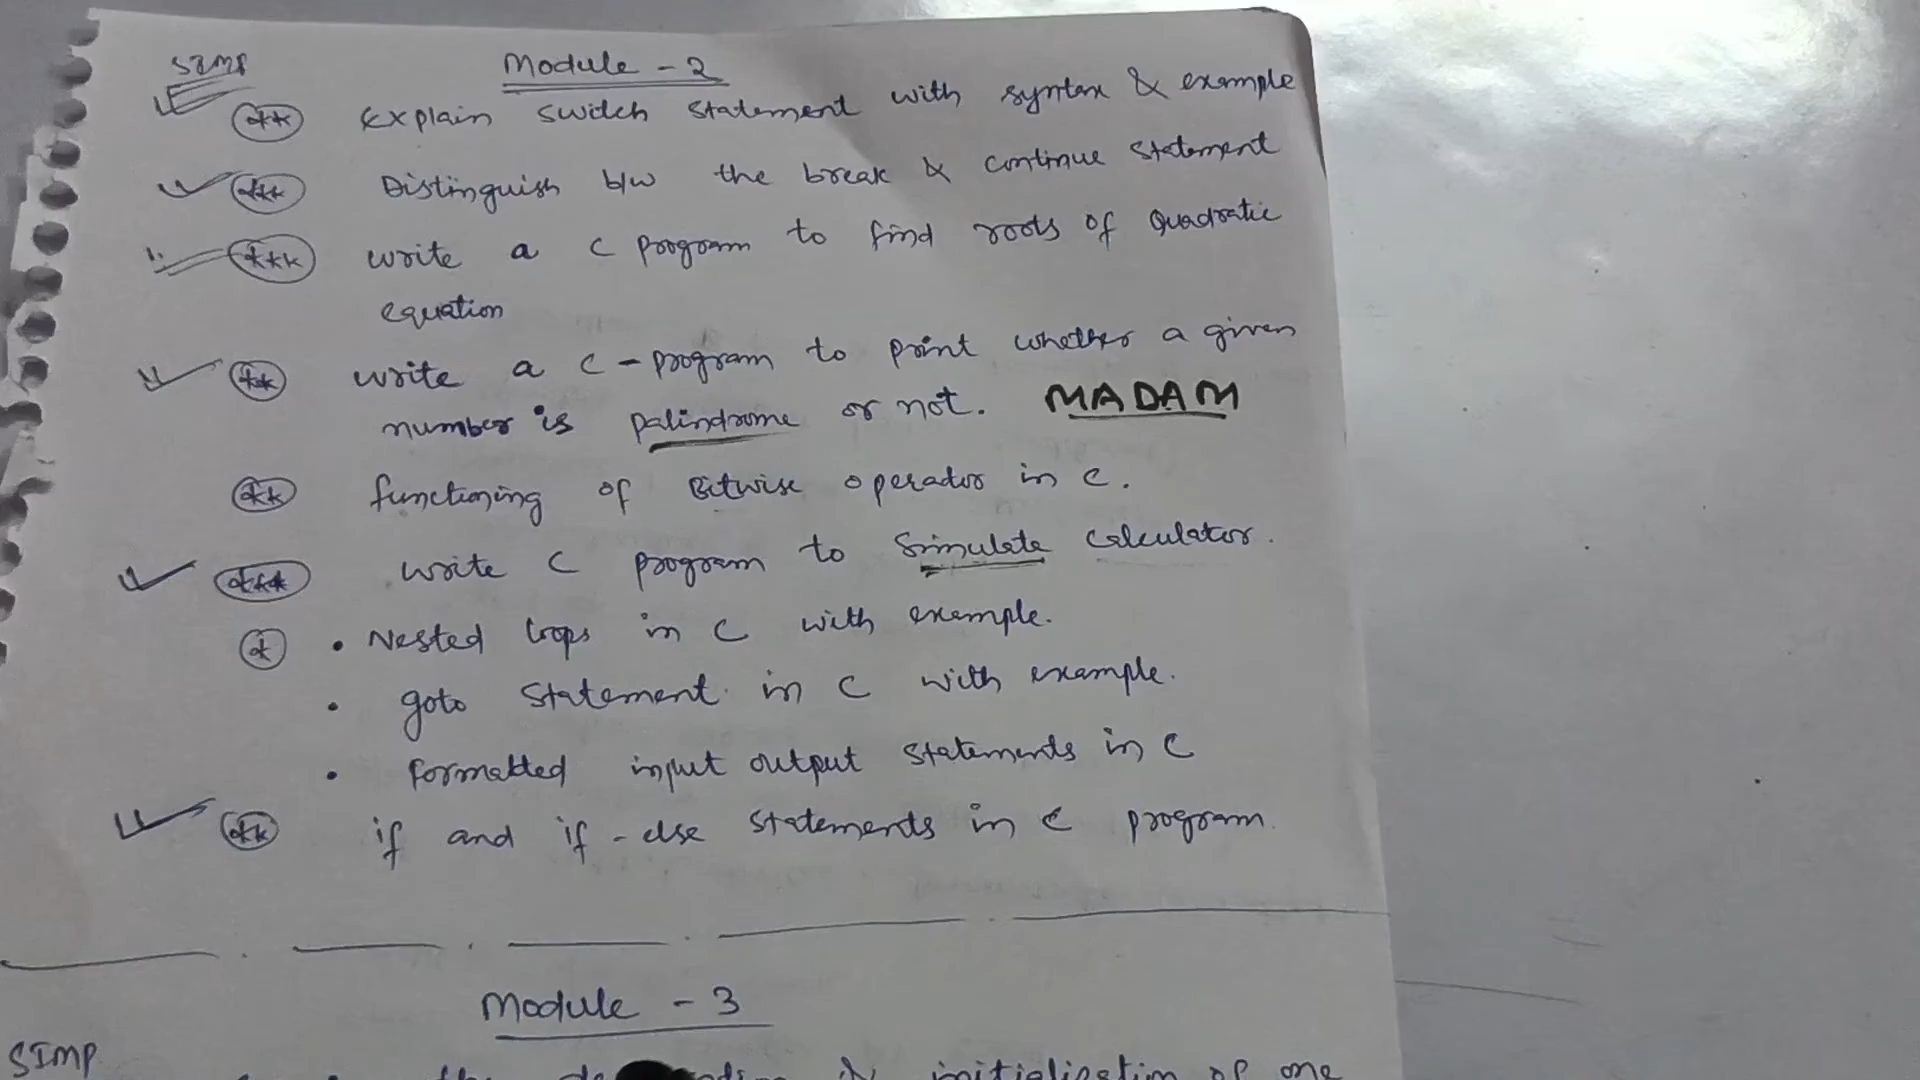 SIMP
Module - 2
** Explain switch statement with syntax & example
** Distinguish b/w the break & continue statement
*** write a C program to find roots of Quadratic
equation
** write a C - program to print whether a given
number is palindrome or not. MADAM
** functioning of Bitwise operator in C.
*** write C program to Simulate Calculator.
* • Nested loops in C with example.
• goto statement in C with example.
• Formatted input output statements in C
** if and if - else statements in C program.
Module - 3
SIMP
& initialization of one